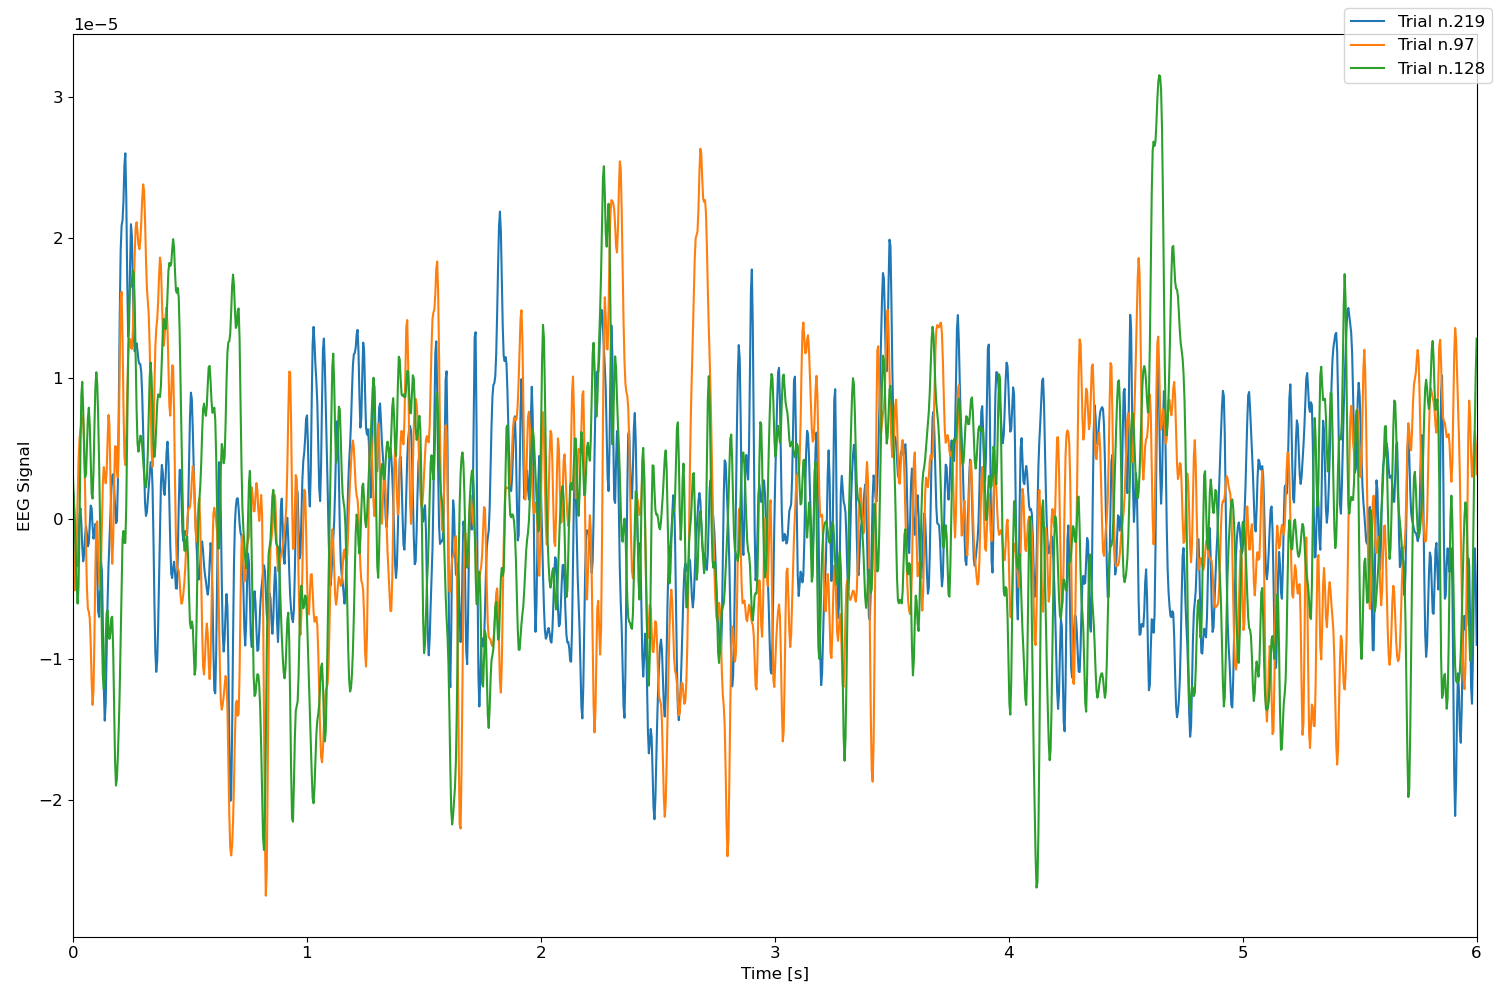 1e−5
Trial n.219
Trial n.97
Trial n.128
3
2
1
0
−1
−2
EEG Signal
0 1 2 3 4 5 6
Time [s]